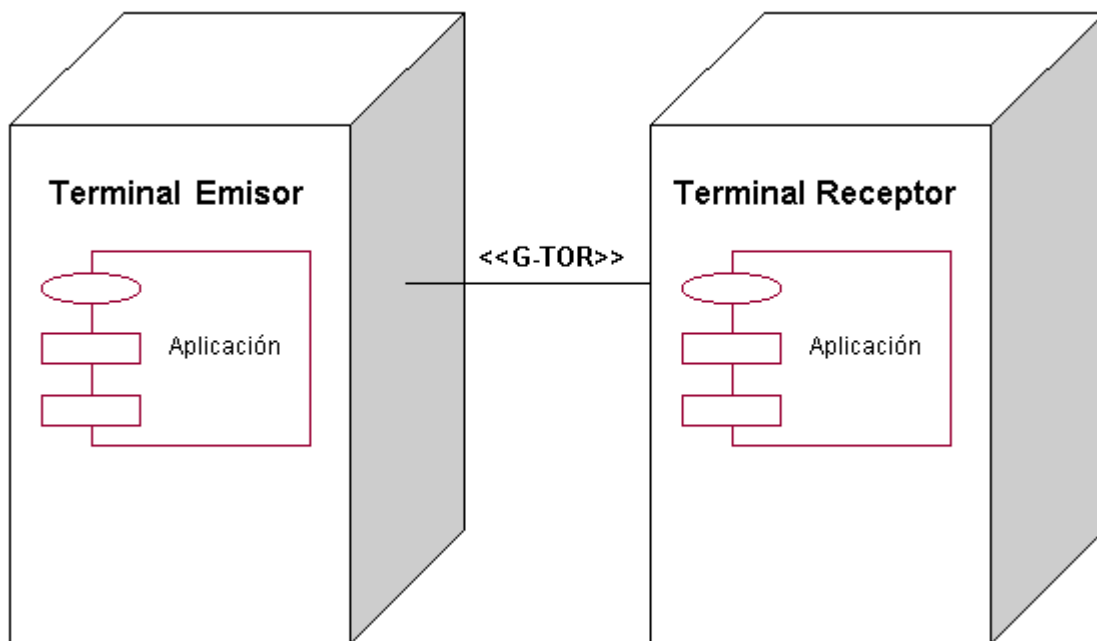 Terminal Emisor
Aplicación
<<G-TOR>>
Terminal Receptor
Aplicación